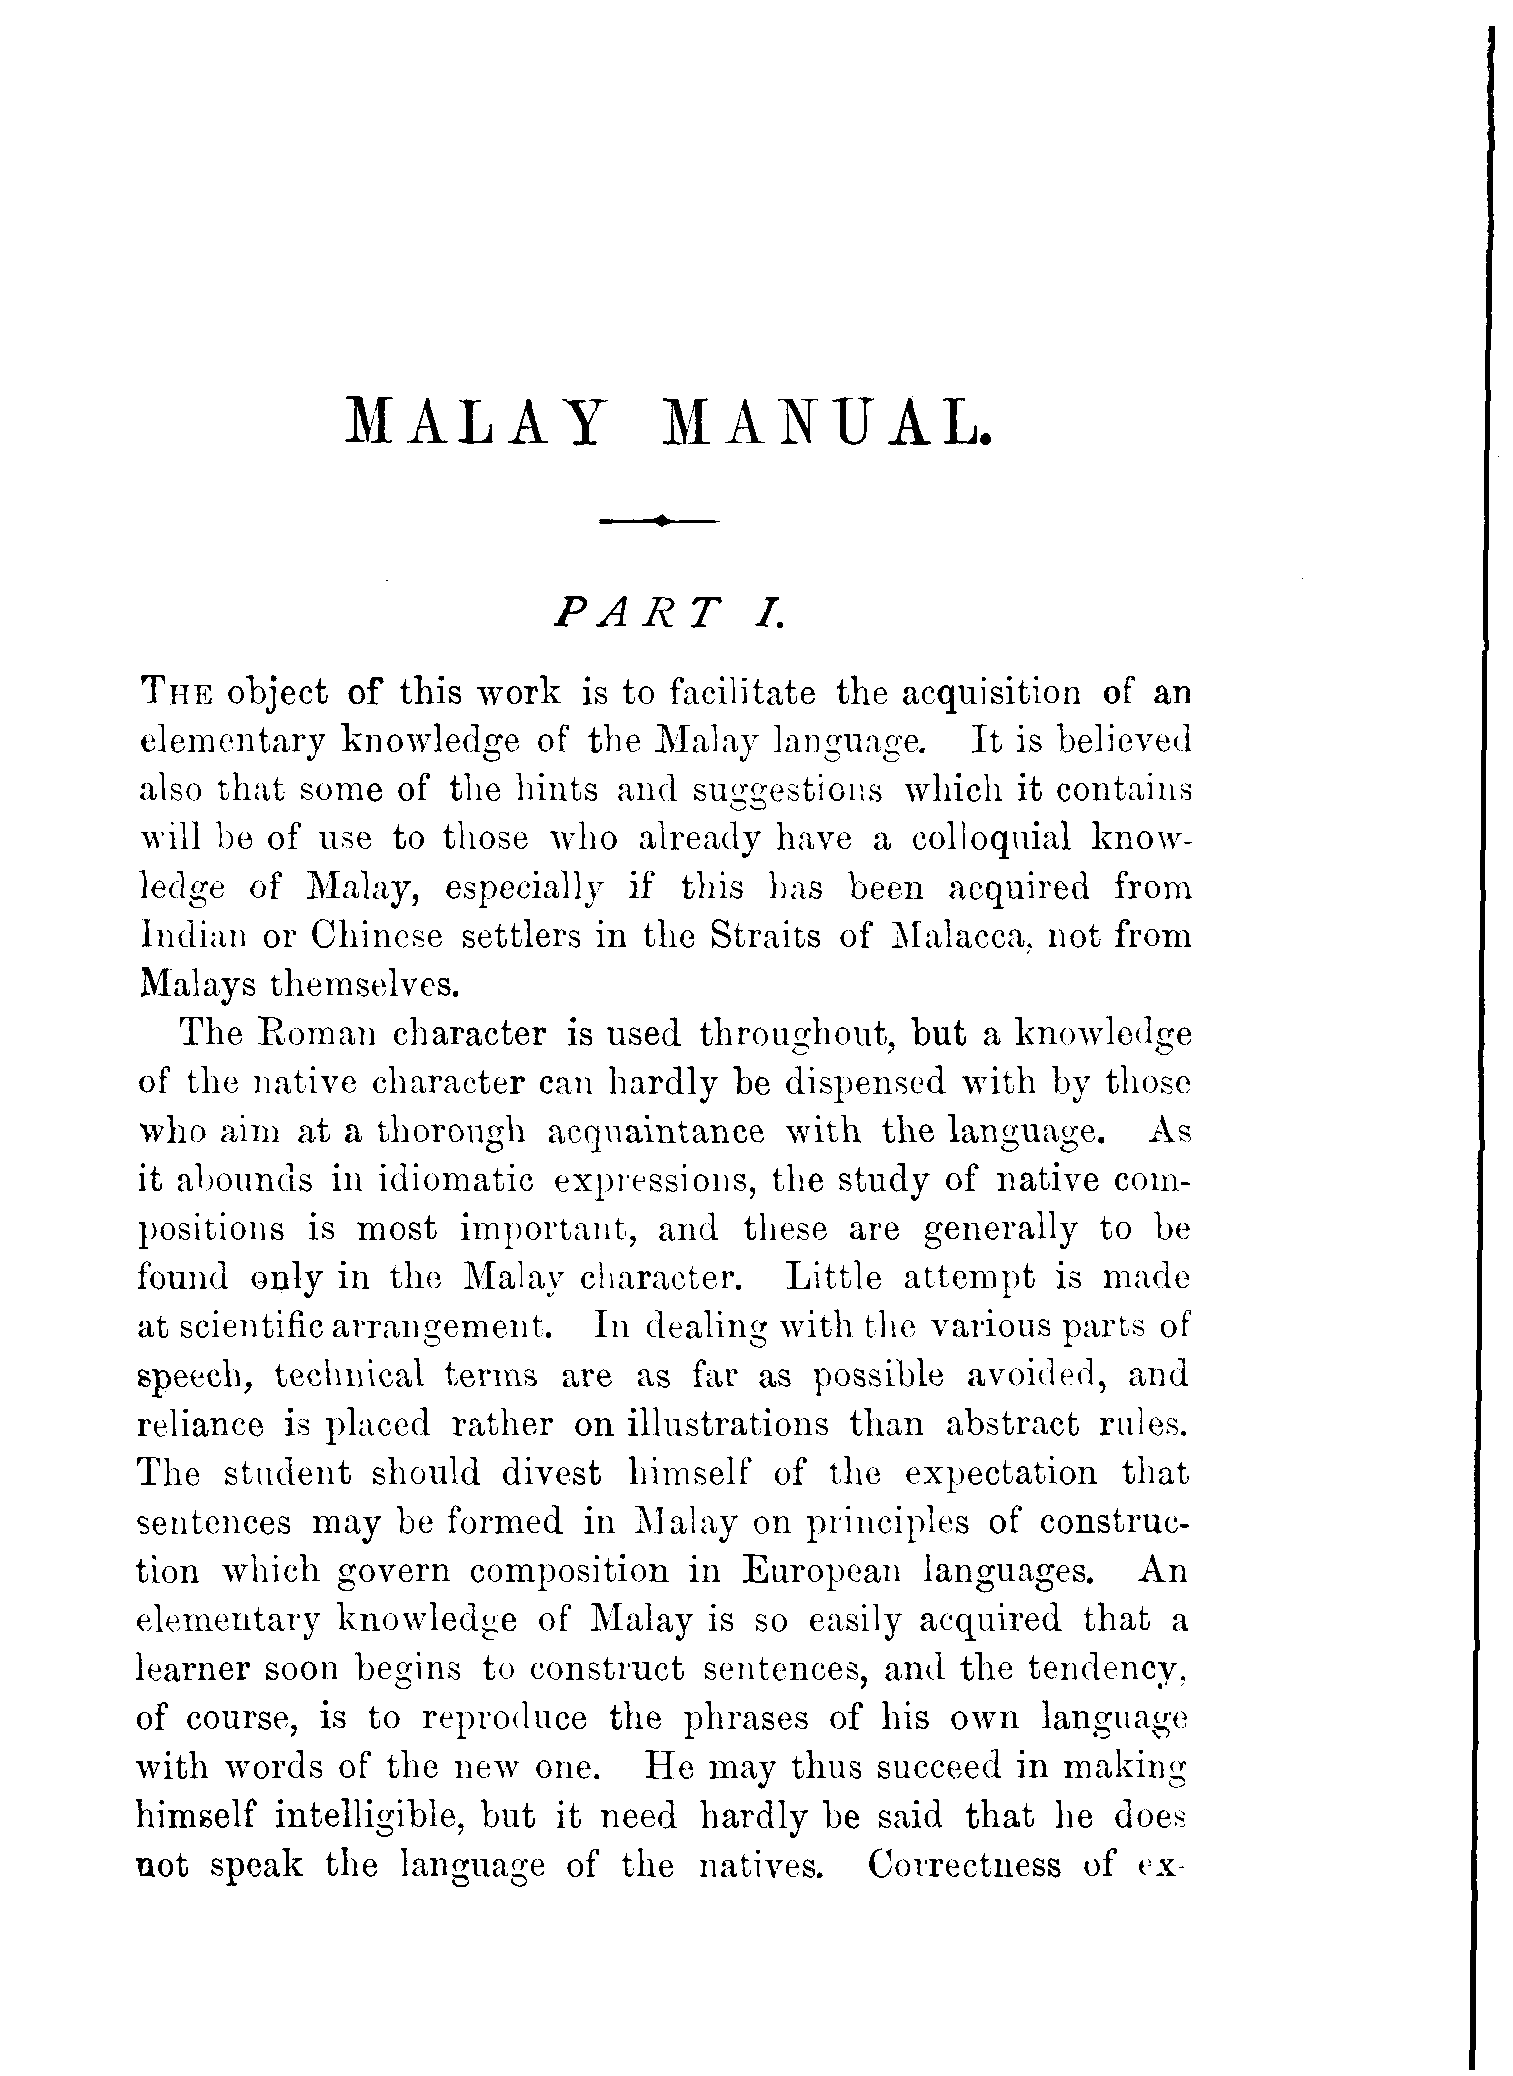 MALAY MANUAL.
PART I.
THE object of this work is to facilitate the acquisition of an
elementary knowledge of the Malay language. It is believed
also that some of the hints and suggestions which it contains
will be of use to those who already have a colloquial know-
ledge of Malay, especially if this has been acquired from
Indian or Chinese settlers in the Straits of Malacca, not from
Malays themselves.
The Roman character is used throughout, but a knowledge
of the native character can hardly be dispensed with by those
who aim at a thorough acquaintance with the language. As
it abounds in idiomatic expressions, the study of native com-
positions is most important, and these are generally to be
found only in the Malay character. Little attempt is made
at scientific arrangement. In dealing with the various parts of
speech, technical terms are as far as possible avoided, and
reliance is placed rather on illustrations than abstract rules.
The student should divest himself of the expectation that
sentences may be formed in Malay on principles of construc-
tion which govern composition in European languages. An
elementary knowledge of Malay is so easily acquired that a
learner soon begins to construct sentences, and the tendency,
of course, is to reproduce the phrases of his own language
with words of the new one. He may thus succeed in making
himself intelligible, but it need hardly be said that he does
not speak the language of the natives. Correctness of ex-